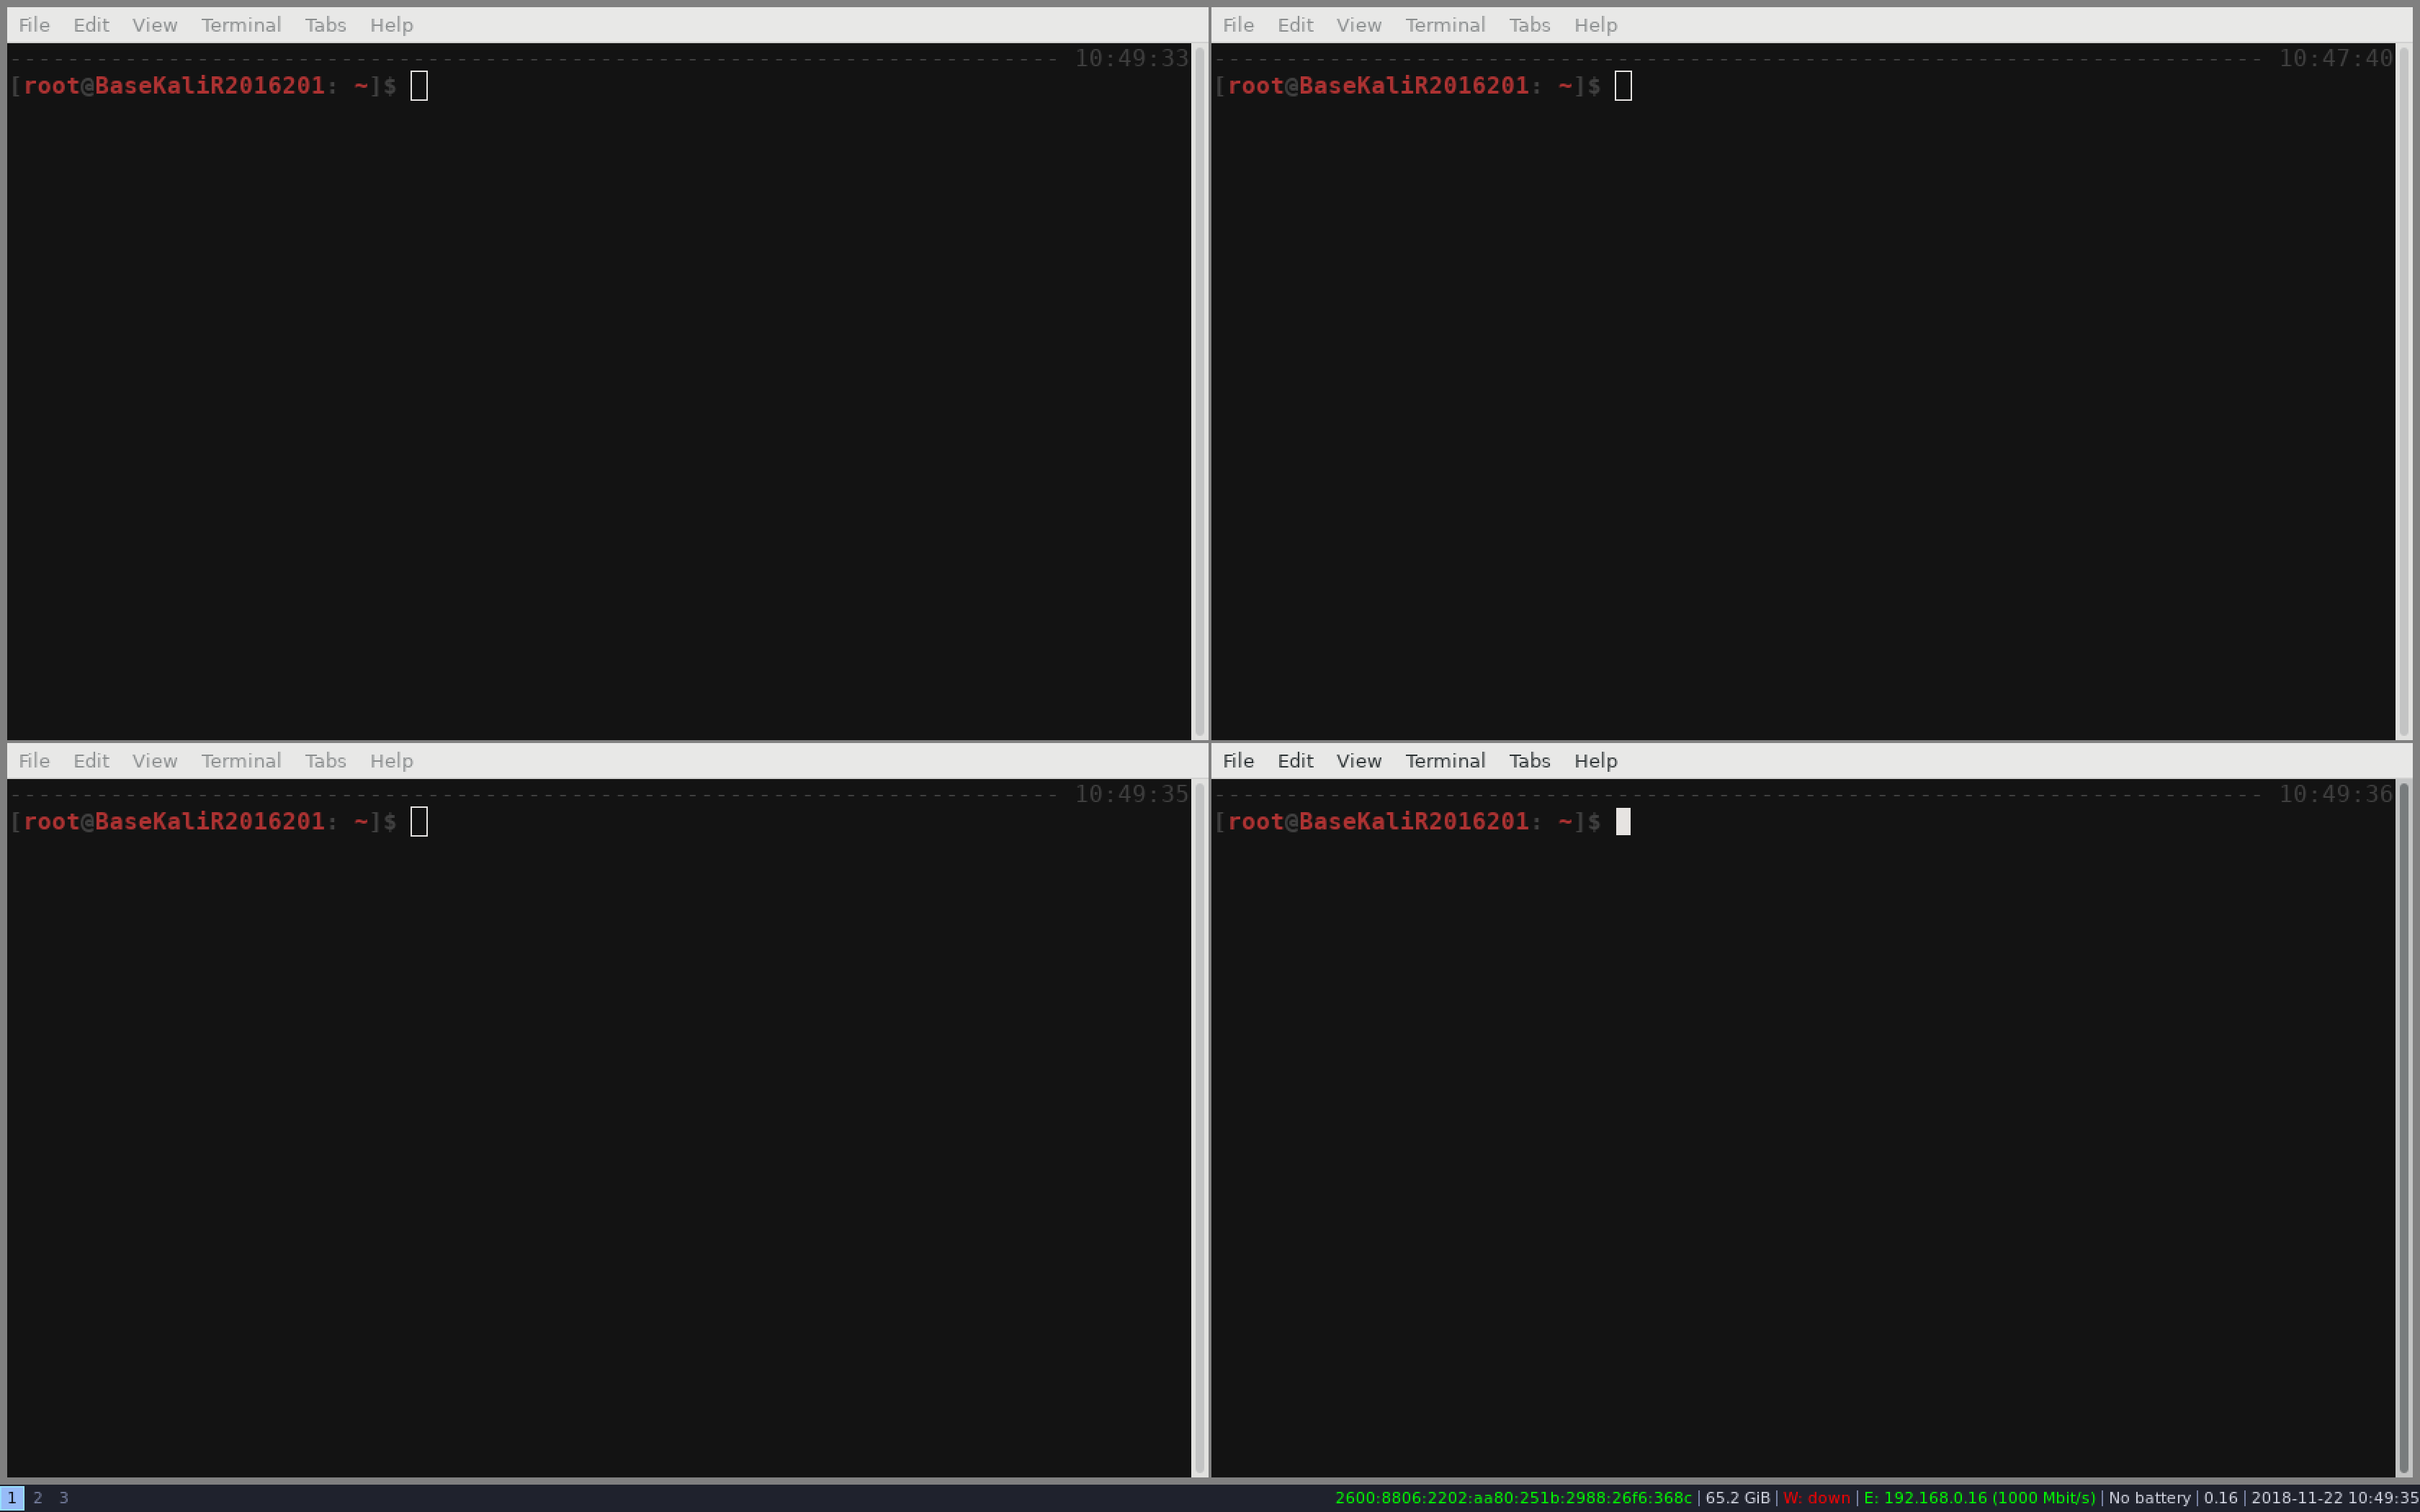 File Edit View Terminal Tabs Help
------------------------------------------------------------------------- 10:49:33
[root@BaseKaliR2016201: ~]$
File Edit View Terminal Tabs Help
------------------------------------------------------------------------- 10:47:40
[root@BaseKaliR2016201: ~]$
File Edit View Terminal Tabs Help
------------------------------------------------------------------------- 10:49:35
[root@BaseKaliR2016201: ~]$
File Edit View Terminal Tabs Help
------------------------------------------------------------------------- 10:49:36
[root@BaseKaliR2016201: ~]$
1 2 3 2600:8806:2202:aa80:251b:2988:26f6:368c | 65.2 GiB | W: down | E: 192.168.0.16 (1000 Mbit/s) | No battery | 0.16 | 2018-11-22 10:49:35